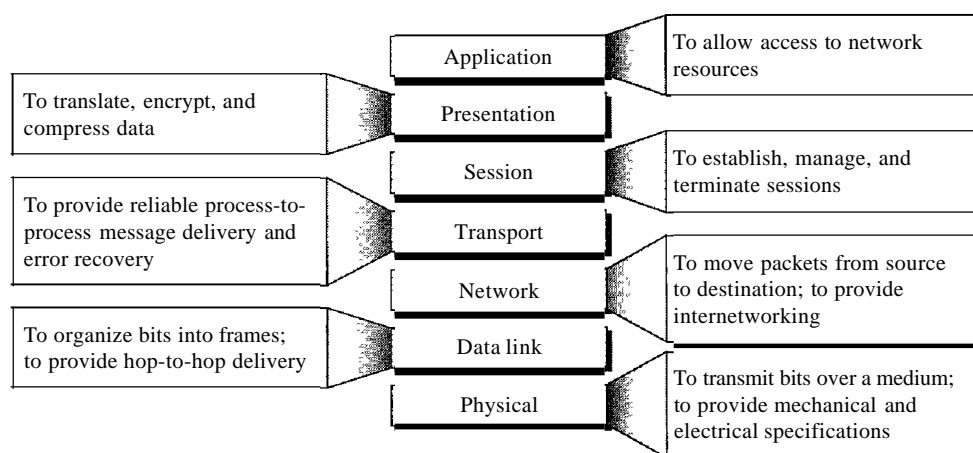 Application
To allow access to network
resources
To translate, encrypt, and
compress data
Presentation
Session
To establish, manage, and
terminate sessions
To provide reliable process-to-
process message delivery and
error recovery
Transport
Network
To move packets from source
to destination; to provide
internetworking
To organize bits into frames;
to provide hop-to-hop delivery
Data link
Physical
To transmit bits over a medium;
to provide mechanical and
electrical specifications